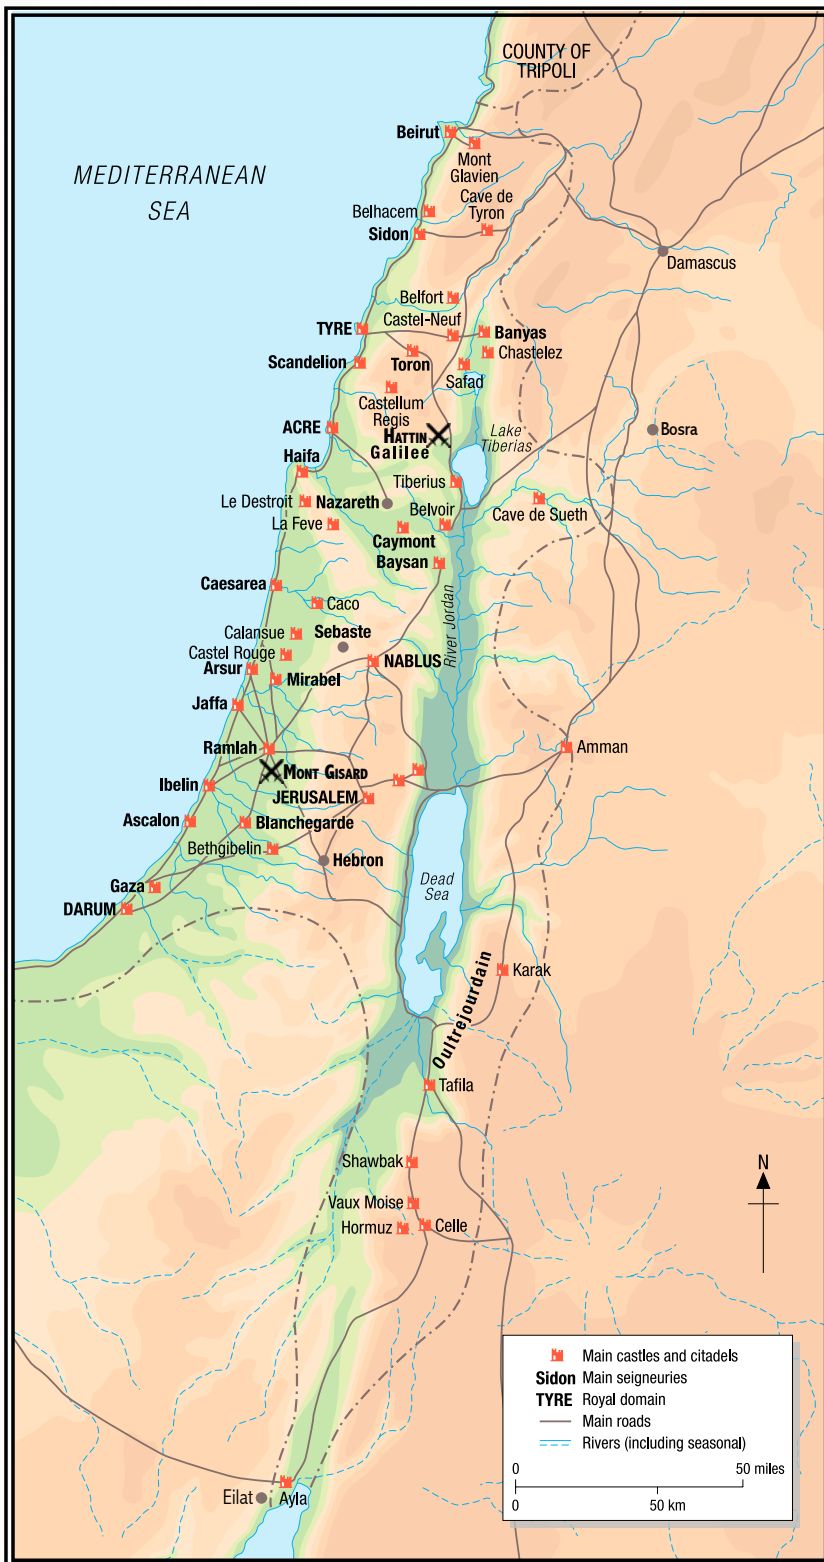 COUNTY OF
TRIPOLI
Beirut
Mont
Glavien
MEDITERRANEAN
SEA
Belhacem
Cave de
Tyron
Sidon
Damascus
Belfort
Castel-Neuf
TYRE
Banyas
Chastelez
Scandelion
Toron
Safad
Castellum
Regis
ACRE
HATTIN
Galilee
Lake
Tiberias
Bosra
Haifa
Tiberius
Le Destroit
Nazareth
Cave de Sueth
Belvoir
La Feve
Caymont
Baysan
Caesarea
Caco
River Jordan
Calansue
Sebaste
Castel Rouge
NABLUS
Arsur
Mirabel
Jaffa
Ramlah
Amman
MONT GISARD
Ibelin
JERUSALEM
Ascalon
Blanchegarde
Bethgibelin
Hebron
Dead
Sea
Gaza
DARUM
Karak
Oultrejourdain
Tafila
Shawbak
Vaux Moise
Hormuz
Celle
N
Main castles and citadels
Sidon Main seigneuries
TYRE Royal domain
Main roads
Rivers (including seasonal)
0 50 miles
0 50 km
Eilat
Ayla